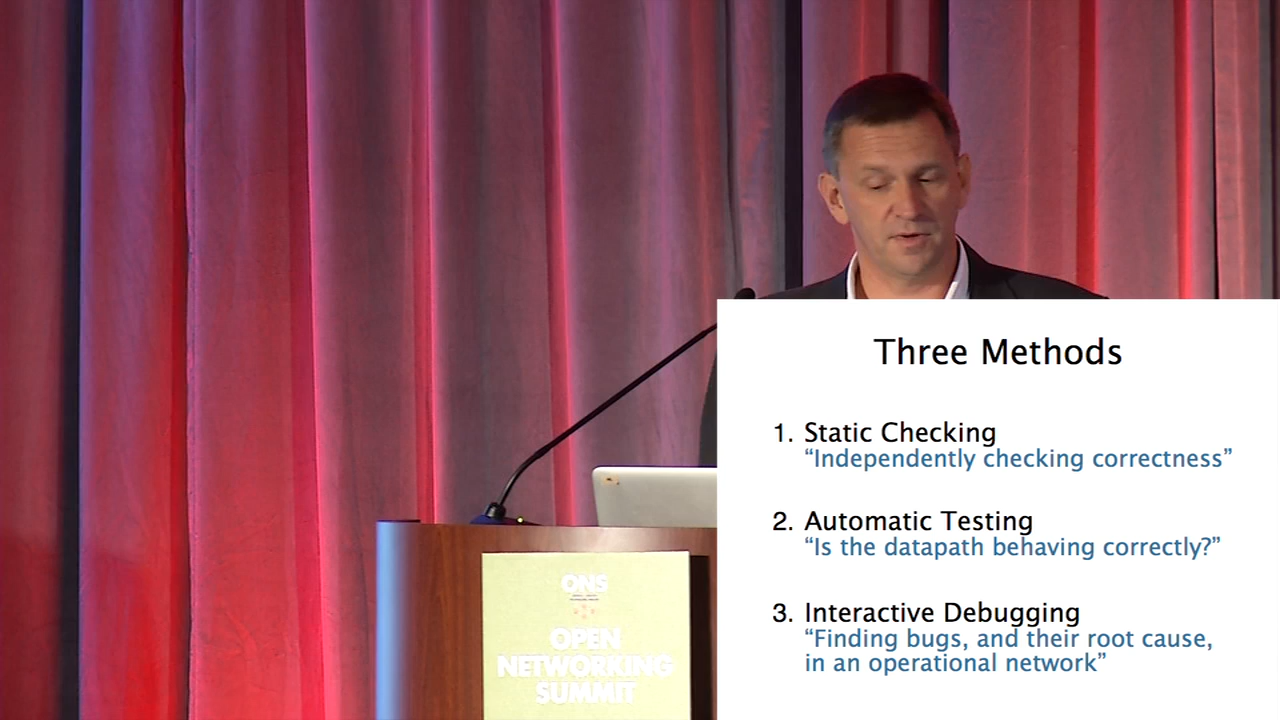 Three Methods
1. Static Checking
“Independently checking correctness”
2. Automatic Testing
“Is the datapath behaving correctly?”
3. Interactive Debugging
“Finding bugs, and their root cause,
in an operational network”
ONS
OPEN
NETWORKING
SUMMIT